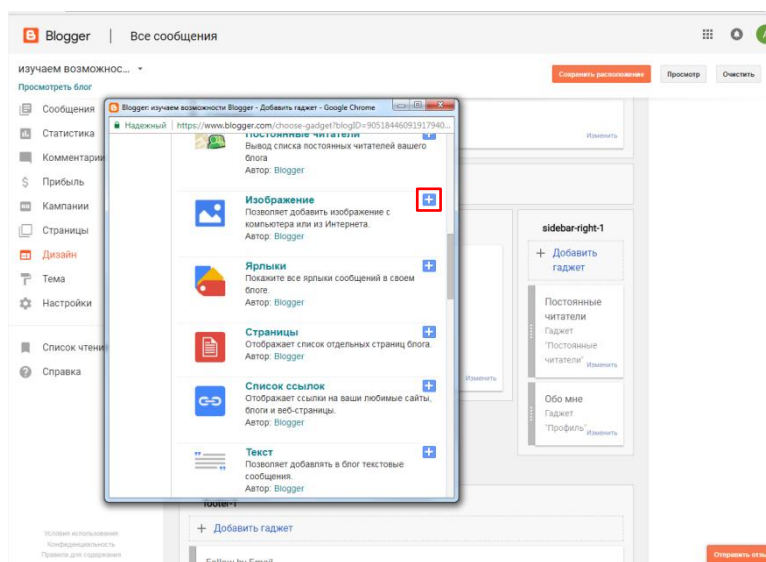 Blogger | Все сообщения
изучаем возможнос...
Просмотреть блог
Сохранить расположение
Просмотр
Очистить
Сообщения
Статистика
Комментарии
Прибыль
Кампании
Страницы
Дизайн
Тема
Настройки
Список чтени
Справка
Условия использования
Конфиденциальность
Правила для содержания
Blogger: изучаем возможности Blogger - Добавить гаджет - Google Chrome
Надежный | https://www.blogger.com/choose-gadget?blogID=90518446091917940...
Постоянные читатели
Вывод списка постоянных читателей вашего
блога
Автор: Blogger
Изображение
Позволяет добавить изображение с
компьютера или из Интернета.
Автор: Blogger
Ярлыки
Покажите все ярлыки сообщений в своем
блоге.
Автор: Blogger
Страницы
Отображает список отдельных страниц блога.
Автор: Blogger
Список ссылок
Отображает ссылки на ваши любимые сайты,
блоги и веб-страницы.
Автор: Blogger
Текст
Позволяет добавлять в блог текстовые
сообщения.
Автор: Blogger
Изменить
Изменить
sidebar-right-1
+ Добавить
гаджет
Постоянные
читатели
Гаджет
"Постоянные
читатели"
Изменить
Обо мне
Гаджет
"Профиль"
Изменить
footer-1
+ Добавить гаджет
Follow by Email
Отправить отзы